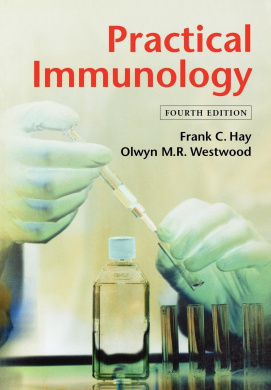 Practical
Immunology
FOURTH EDITION
Frank C. Hay
Olwyn M.R. Westwood